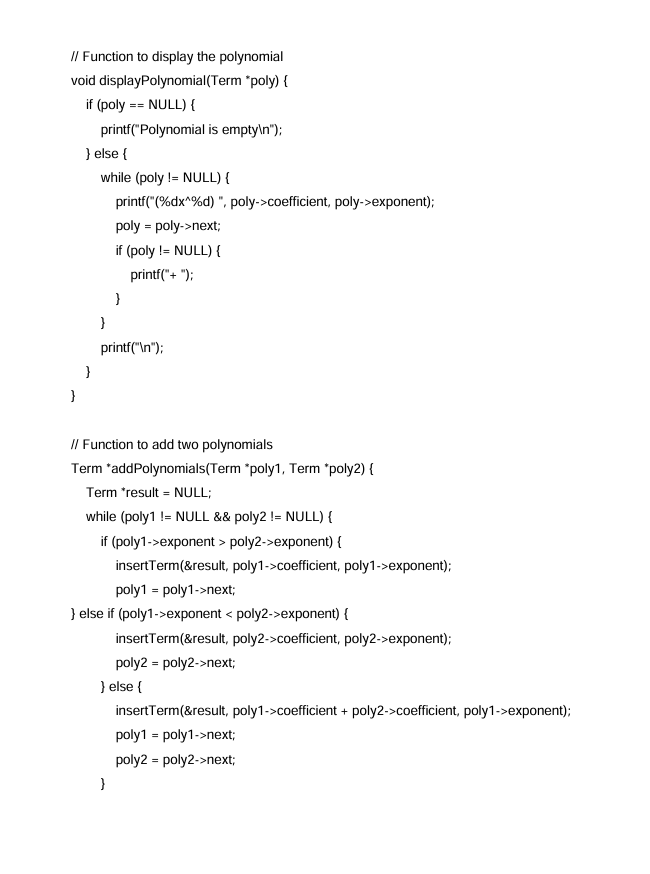 // Function to display the polynomial
void displayPolynomial(Term *poly) {
    if (poly == NULL) {
        printf("Polynomial is empty\n");
    } else {
        while (poly != NULL) {
            printf("(%dx^%d) ", poly->coefficient, poly->exponent);
            poly = poly->next;
            if (poly != NULL) {
                printf("+ ");
            }
        }
        printf("\n");
    }
}

// Function to add two polynomials
Term *addPolynomials(Term *poly1, Term *poly2) {
    Term *result = NULL;
    while (poly1 != NULL && poly2 != NULL) {
        if (poly1->exponent > poly2->exponent) {
            insertTerm(&result, poly1->coefficient, poly1->exponent);
            poly1 = poly1->next;
} else if (poly1->exponent < poly2->exponent) {
            insertTerm(&result, poly2->coefficient, poly2->exponent);
            poly2 = poly2->next;
        } else {
            insertTerm(&result, poly1->coefficient + poly2->coefficient, poly1->exponent);
            poly1 = poly1->next;
            poly2 = poly2->next;
        }